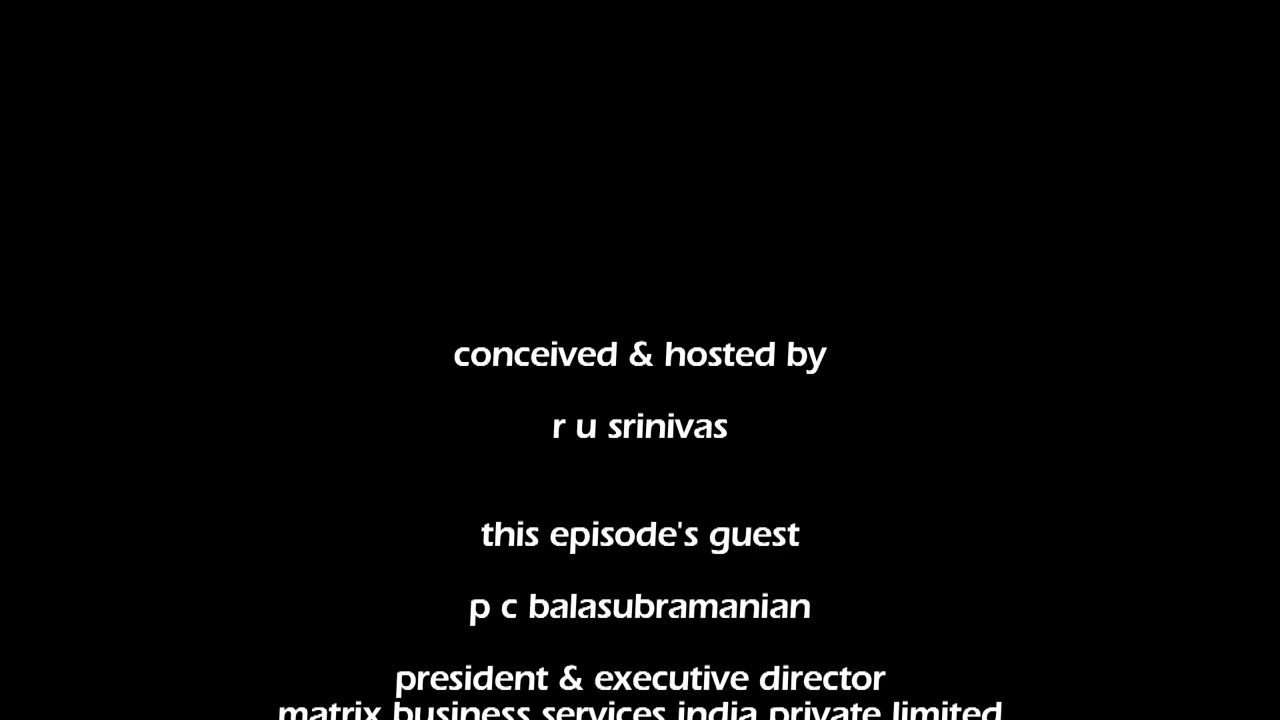 conceived & hosted by
r u srinivas
this episode's guest
p c balasubramanian
president & executive director
matrix business services india private limited